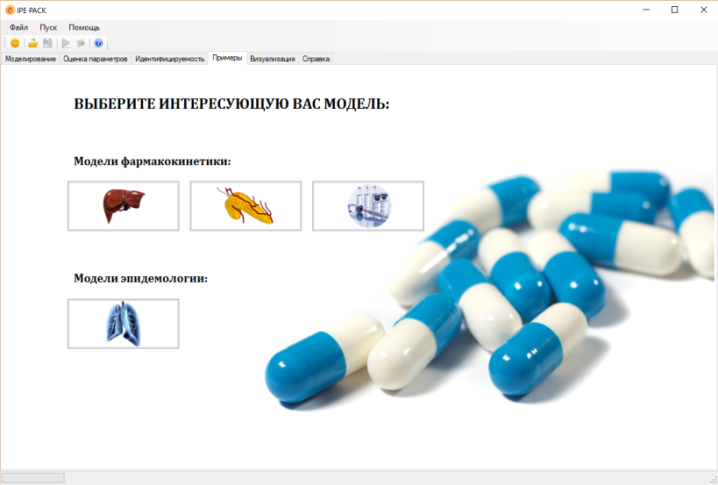 IPE PACK
Файл Пуск Помощь
Моделирование Оценка параметров Идентифицируемость Примеры Визуализация Справка
ВЫБЕРИТЕ ИНТЕРЕСУЮЩУЮ ВАС МОДЕЛЬ:
Модели фармакокинетики:
Модели эпидемологии: